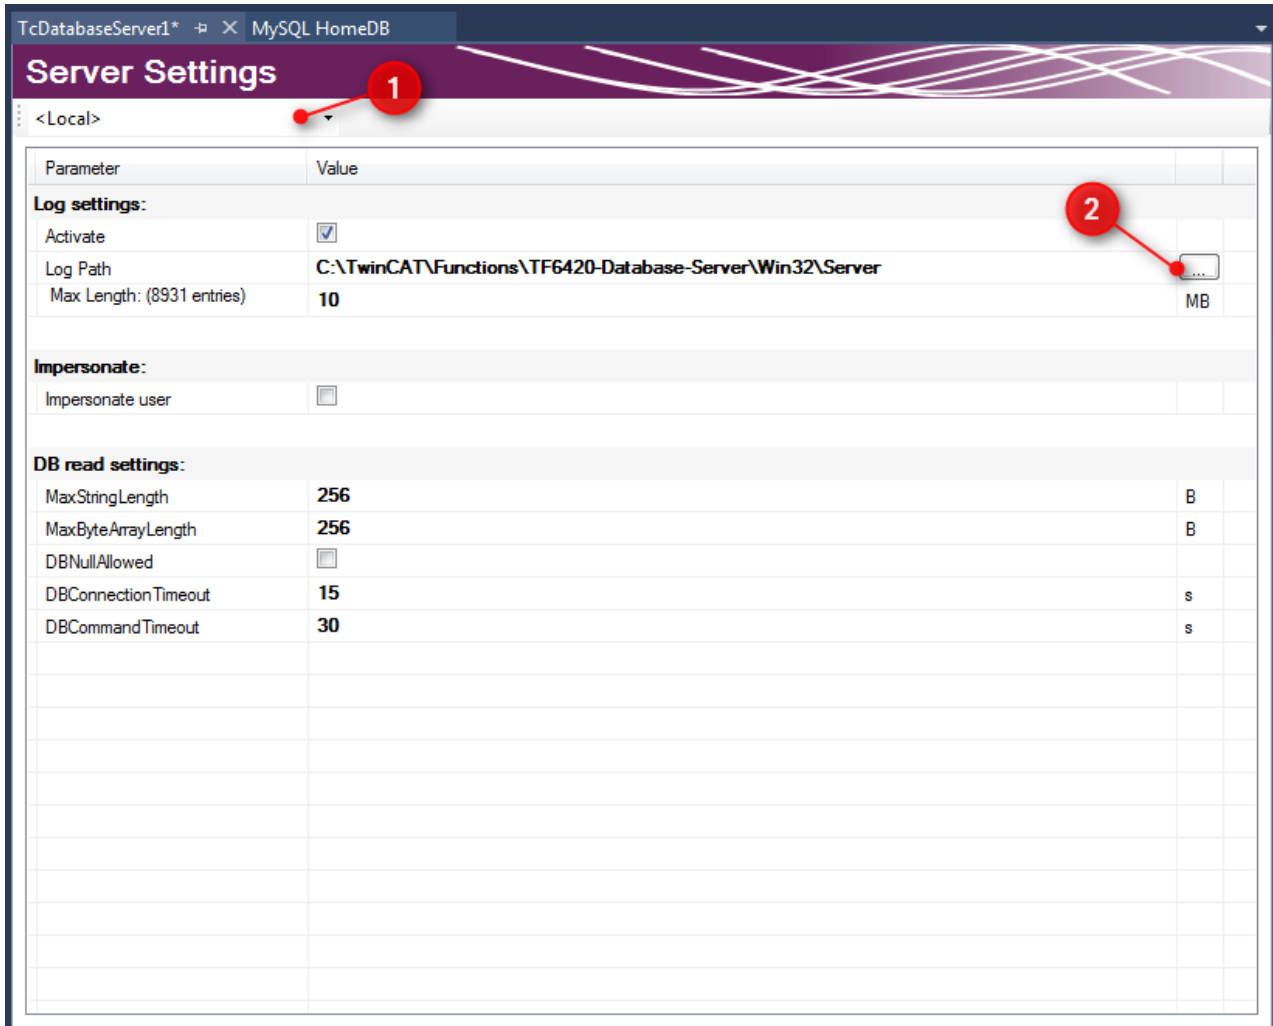 TcDatabaseServer1* MySQL HomeDB
Server Settings
1
<Local>
Parameter Value
Log settings:
2
Activate
Log Path C:\TwinCAT\Functions\TF6420-Database-Server\Win32\Server ...
Max Length: (8931 entries) 10 MB
Impersonate:
Impersonate user
DB read settings:
MaxStringLength 256 B
MaxByteArrayLength 256 B
DBNullAllowed
DBConnectionTimeout 15 s
DBCommandTimeout 30 s